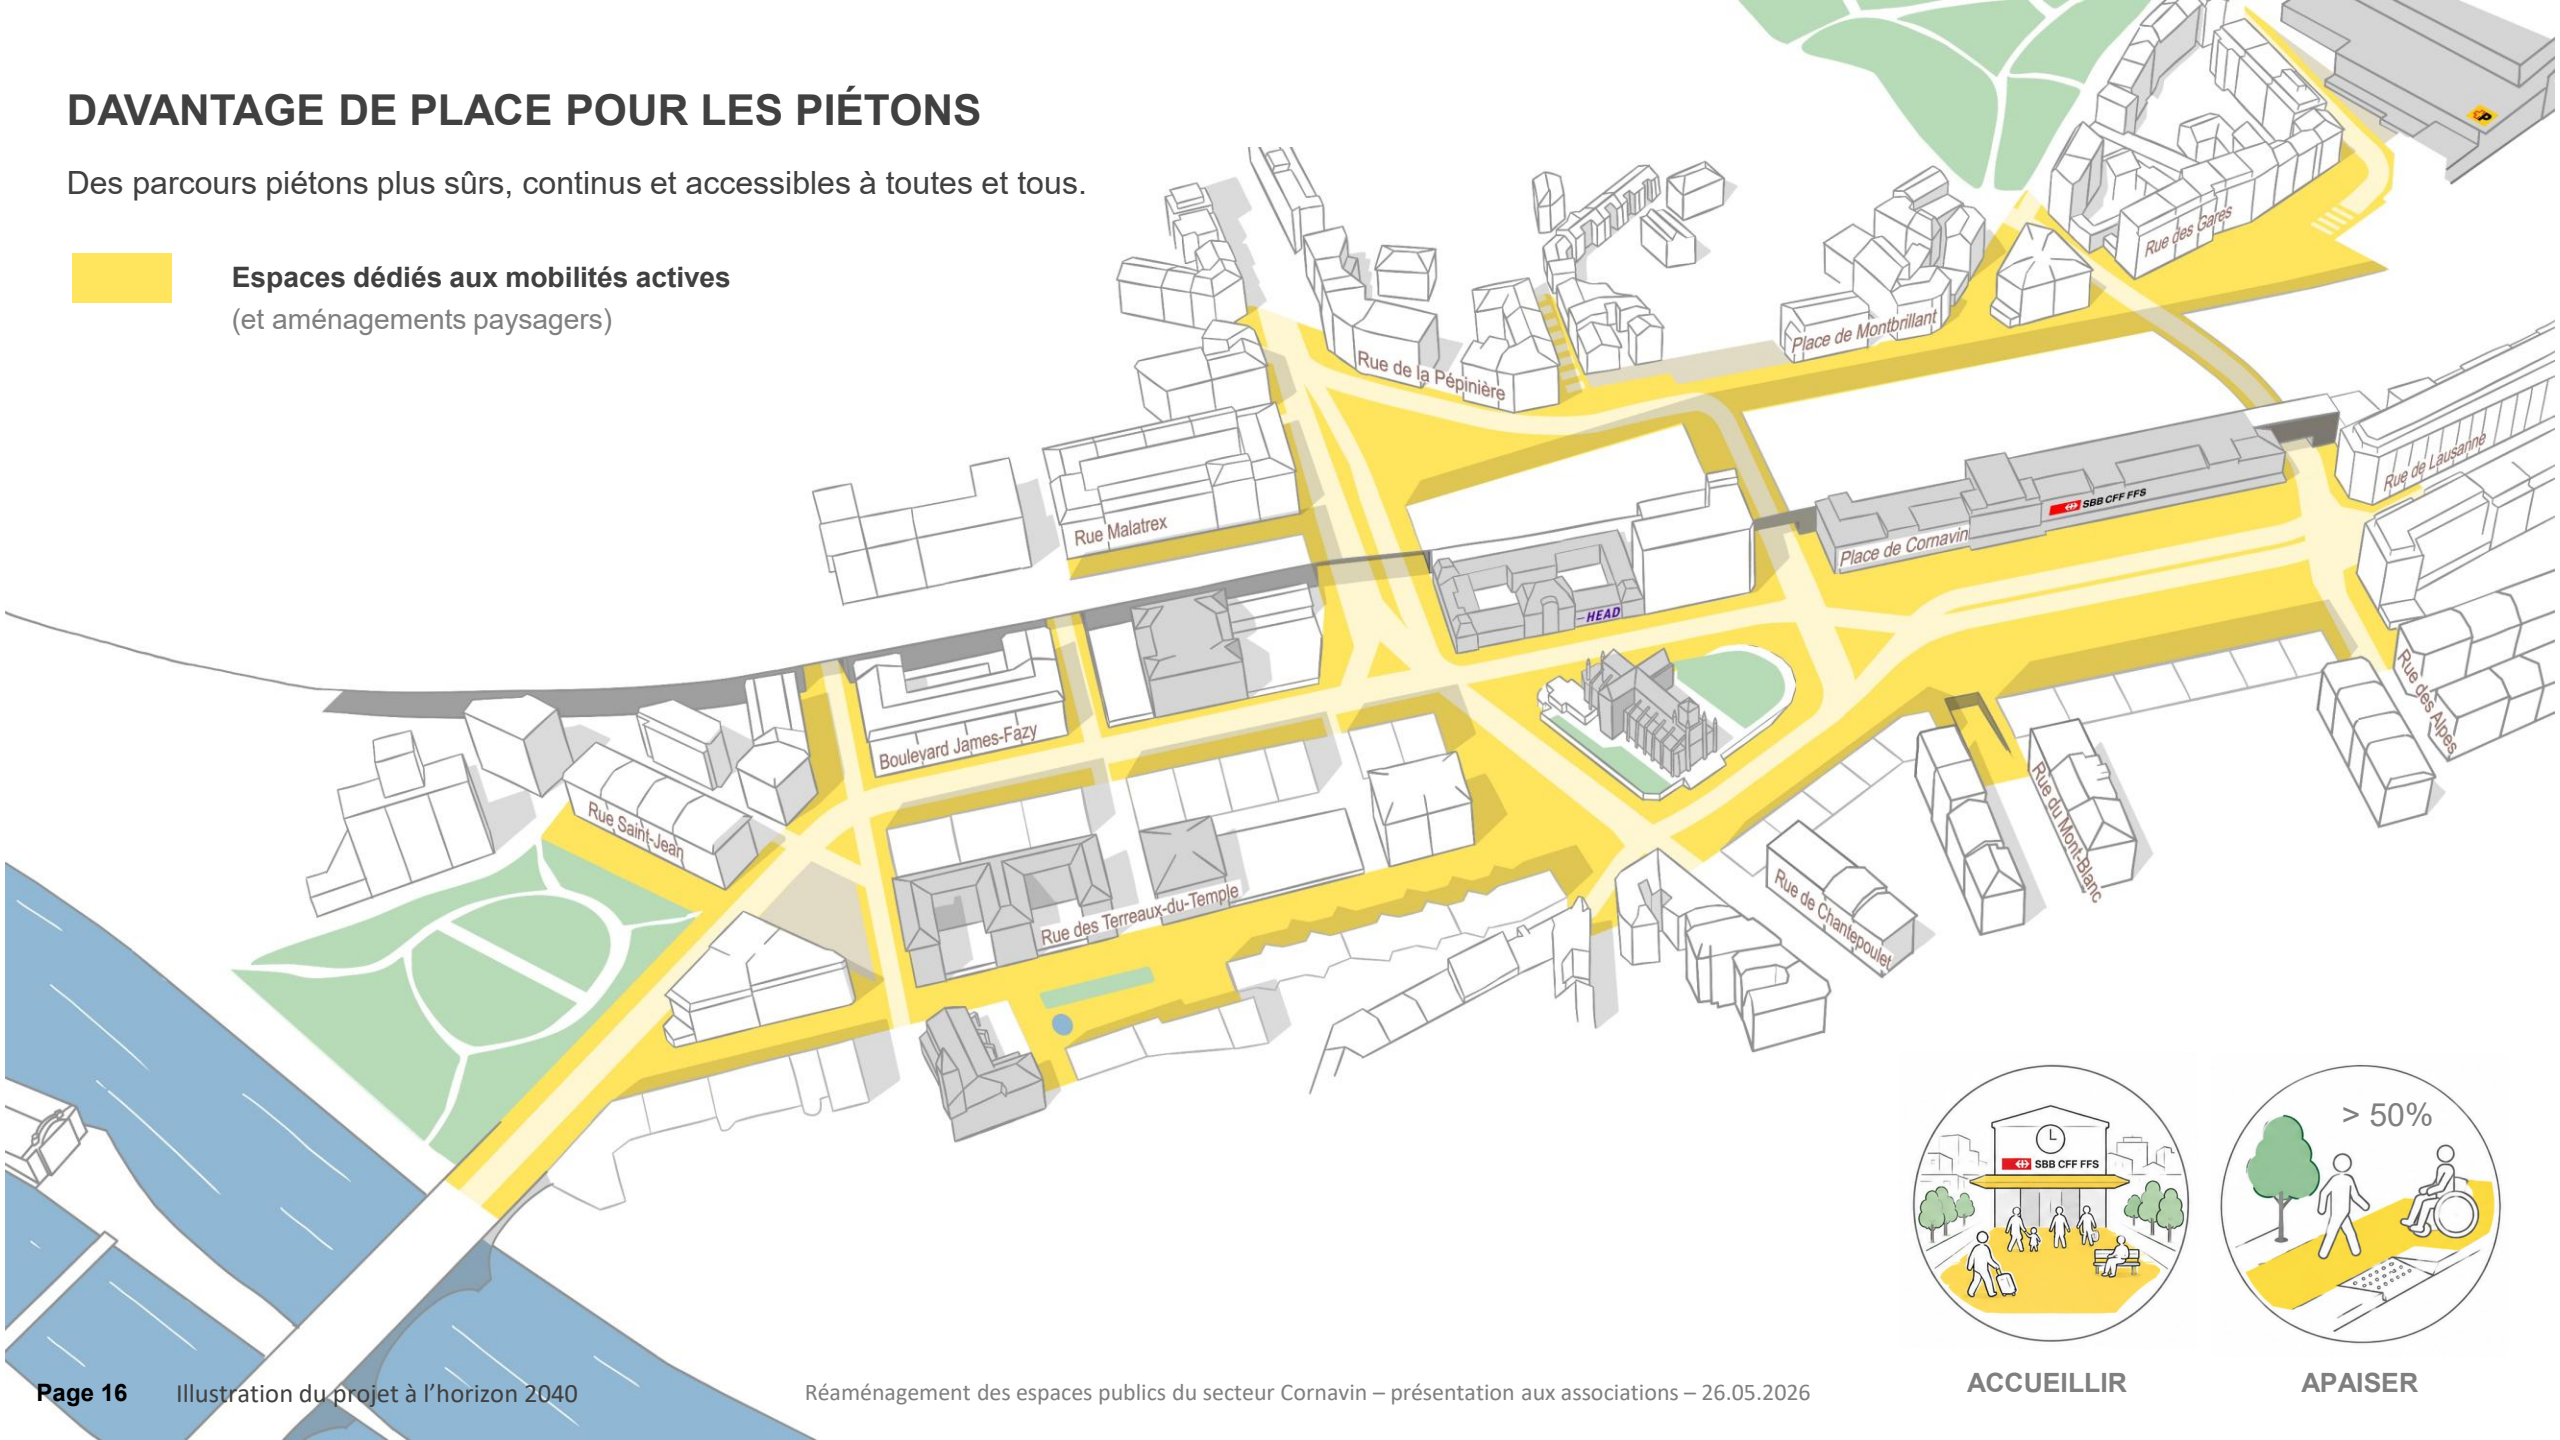 DAVANTAGE DE PLACE POUR LES PIÉTONS
Des parcours piétons plus sûrs, continus et accessibles à toutes et tous.
Espaces dédiés aux mobilités actives
(et aménagements paysagers)
P
Rue des Gares
Place de Montbrillant
Rue de la Pépinière
Rue de Lausanne
SBB CFF FFS
Place de Cornavin
Rue Malatrex
HEAD
Rue des Alpes
Boulevard James-Fazy
Rue du Mont-Blanc
Rue Saint-Jean
Rue de Chantepoulet
Rue des Terreaux-du-Temple
> 50%
SBB CFF FFS
ACCUEILLIR
APAISER
Page 16
Illustration du projet à l'horizon 2040
Réaménagement des espaces publics du secteur Cornavin – présentation aux associations – 26.05.2026